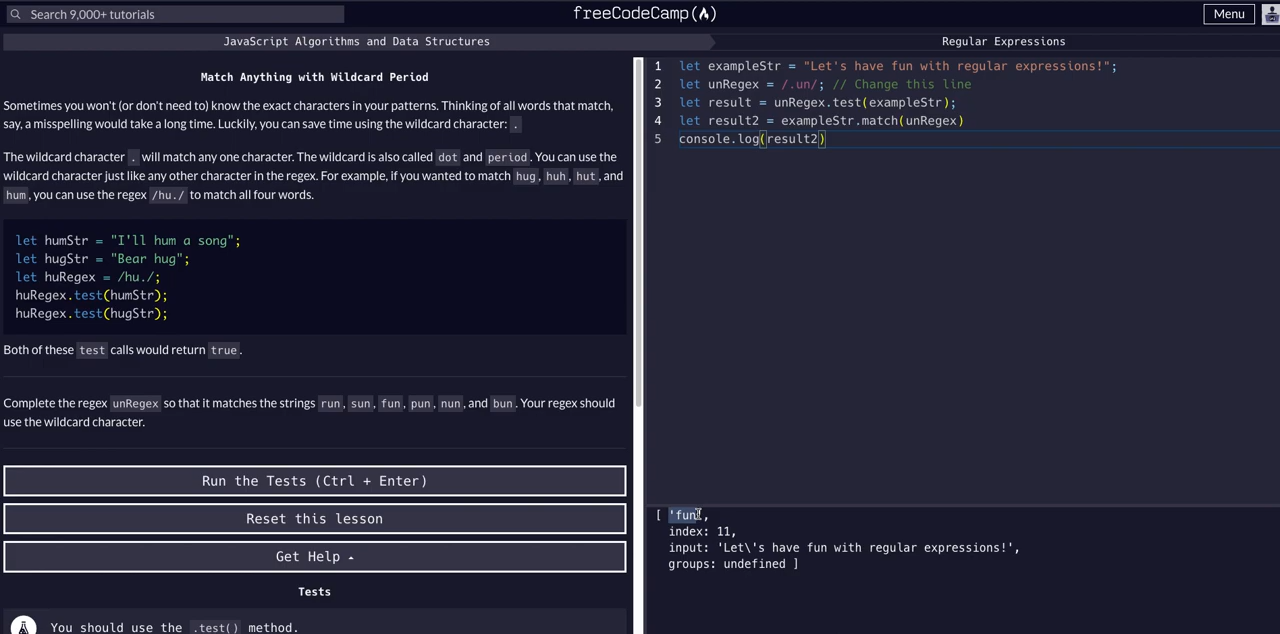 Search 9,000+ tutorials
freeCodeCamp
Menu
JavaScript Algorithms and Data Structures
Regular Expressions
Match Anything with Wildcard Period
Sometimes you won't (or don't need to) know the exact characters in your patterns. Thinking of all words that match,
say, a misspelling would take a long time. Luckily, you can save time using the wildcard character: .
The wildcard character . will match any one character. The wildcard is also called dot and period. You can use the
wildcard character just like any other character in the regex. For example, if you wanted to match hug, huh, hut, and
hum, you can use the regex /hu./ to match all four words.
let humStr = "I'll hum a song";
let hugStr = "Bear hug";
let huRegex = /hu./;
huRegex.test(humStr);
huRegex.test(hugStr);
Both of these test calls would return true.
Complete the regex unRegex so that it matches the strings run, sun, fun, pun, nun, and bun. Your regex should
use the wildcard character.
Run the Tests (Ctrl + Enter)
Reset this lesson
Get Help
Tests
You should use the .test() method.
1 let exampleStr = "Let's have fun with regular expressions!";
2 let unRegex = /.un/; // Change this line
3 let result = unRegex.test(exampleStr);
4 let result2 = exampleStr.match(unRegex)
5 console.log(result2)
[ 'fun',
index: 11,
input: 'Let\'s have fun with regular expressions!',
groups: undefined ]